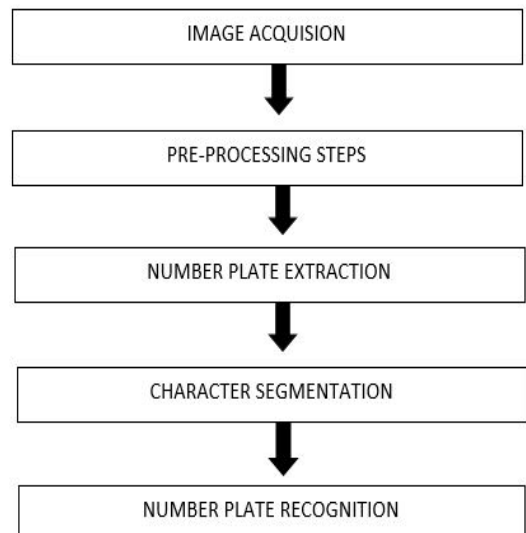 IMAGE ACQUISION
PRE-PROCESSING STEPS
NUMBER PLATE EXTRACTION
CHARACTER SEGMENTATION
NUMBER PLATE RECOGNITION